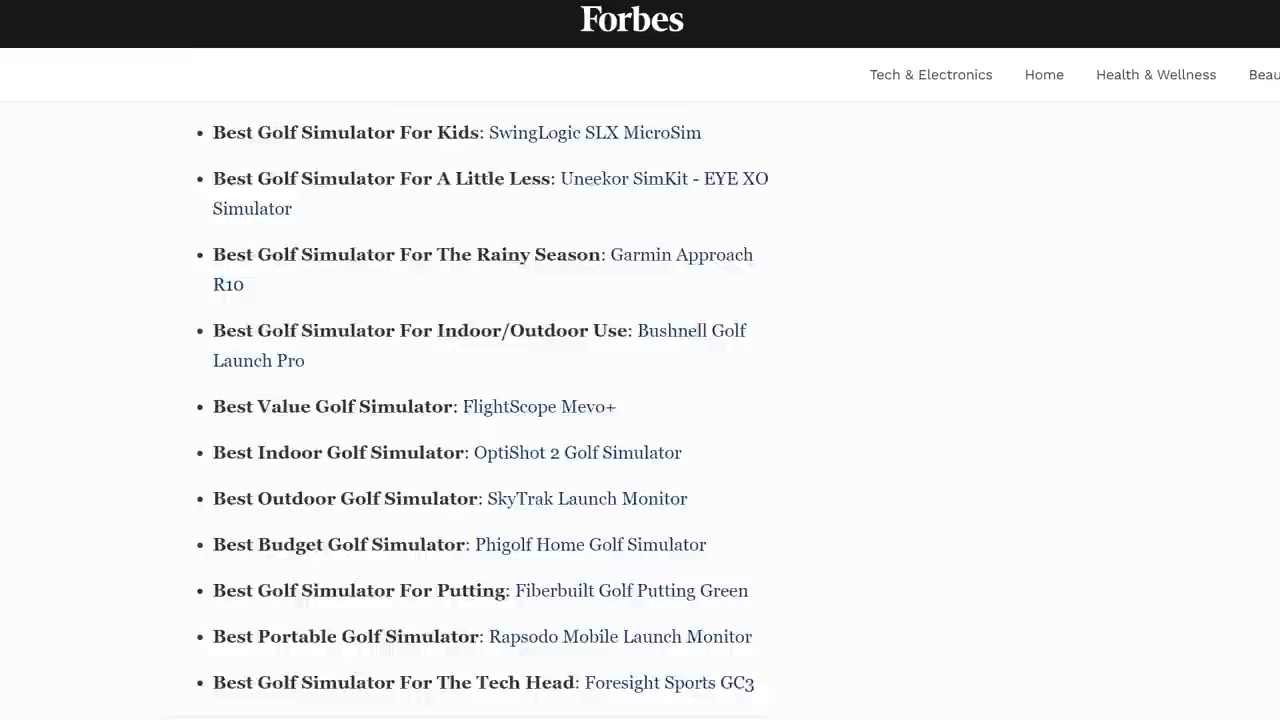 Forbes
Tech & Electronics Home Health & Wellness Beau
• Best Golf Simulator For Kids: SwingLogic SLX MicroSim
• Best Golf Simulator For A Little Less: Uneekor SimKit - EYE XO
Simulator
• Best Golf Simulator For The Rainy Season: Garmin Approach
R10
• Best Golf Simulator For Indoor/Outdoor Use: Bushnell Golf
Launch Pro
• Best Value Golf Simulator: FlightScope Mevo+
• Best Indoor Golf Simulator: OptiShot 2 Golf Simulator
• Best Outdoor Golf Simulator: SkyTrak Launch Monitor
• Best Budget Golf Simulator: Phigolf Home Golf Simulator
• Best Golf Simulator For Putting: Fiberbuilt Golf Putting Green
• Best Portable Golf Simulator: Rapsodo Mobile Launch Monitor
• Best Golf Simulator For The Tech Head: Foresight Sports GC3